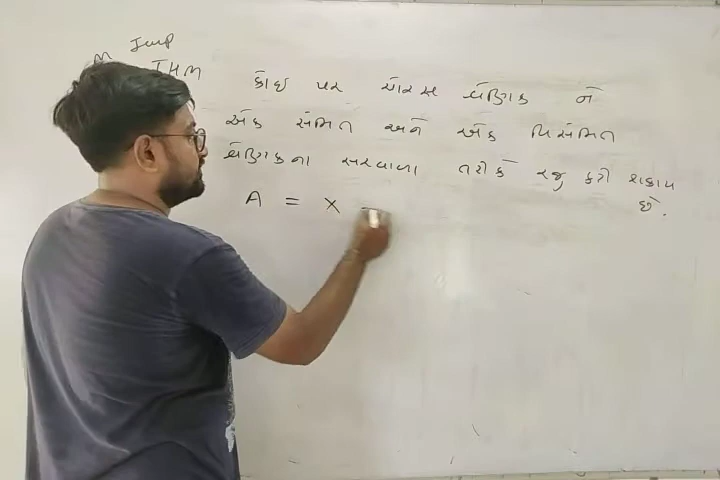 Imp
THM
કોઈ પણ ચોરસ શ્રેણિક ને
એક સંમિત અને એક વિસંમિત
શ્રેણિકના સરવાળા તરીકે રજુ કરી શકાય
છે.
A = X